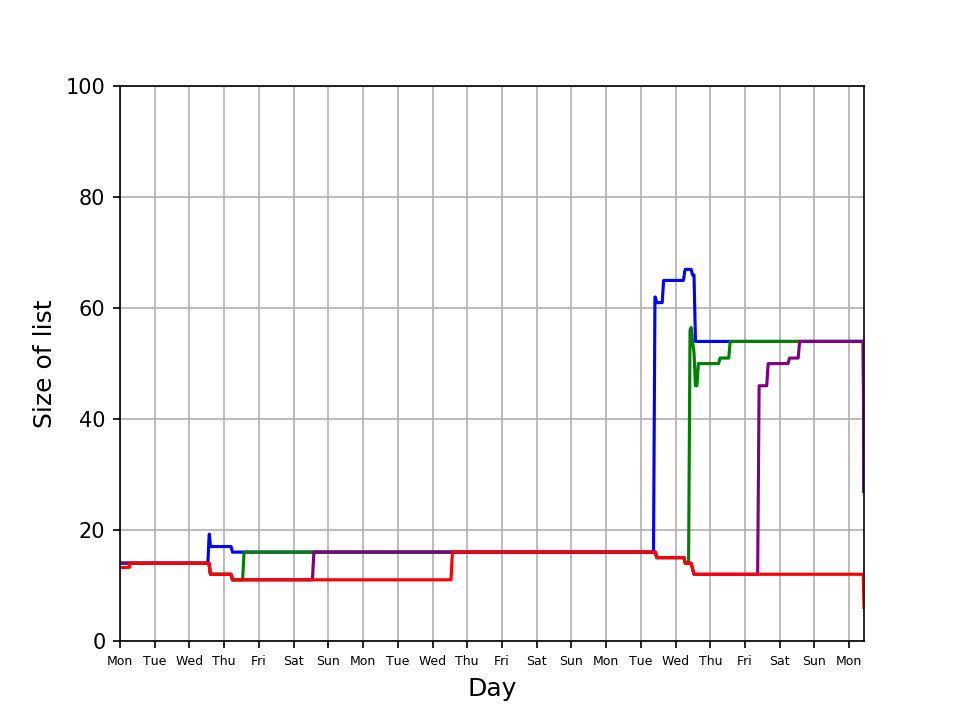 100
80
60
40
20
0
Size of list
Mon Tue Wed Thu Fri Sat Sun Mon Tue Wed Thu Fri Sat Sun Mon Tue Wed Thu Fri Sat Sun Mon
Day